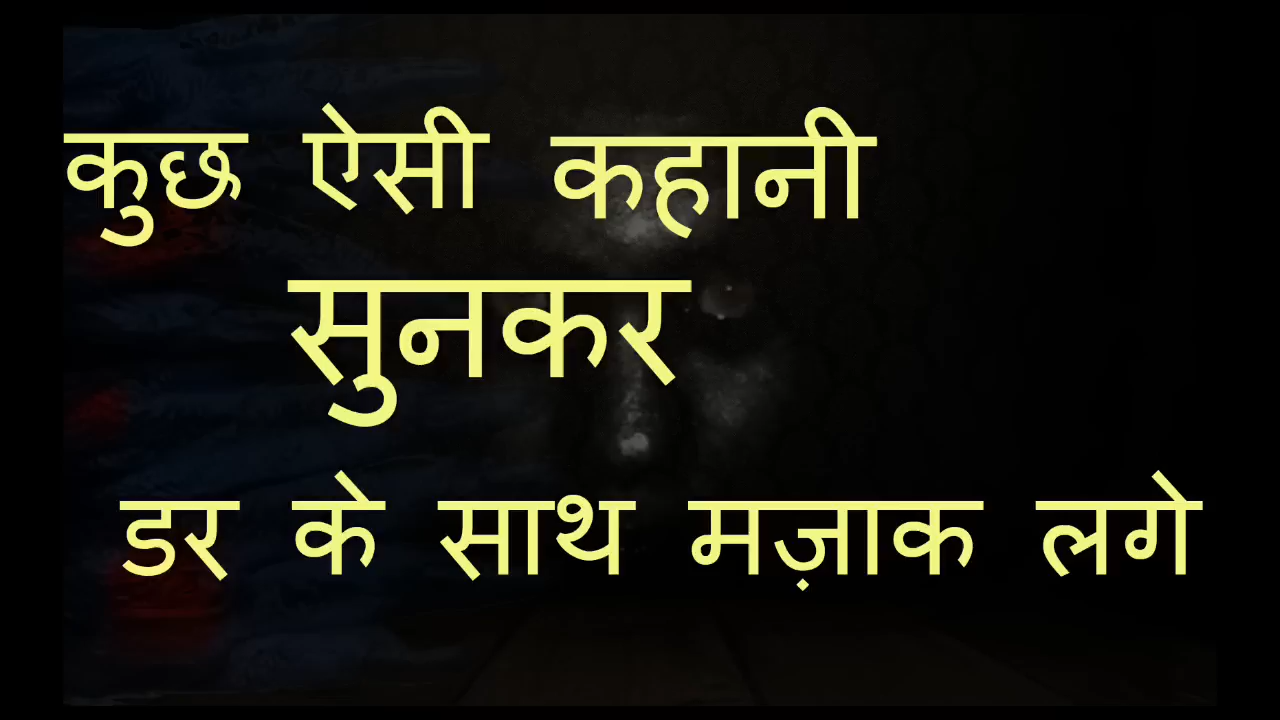 कुछ ऐसी कहानी
सुनकर
डर के साथ मज़ाक लगे